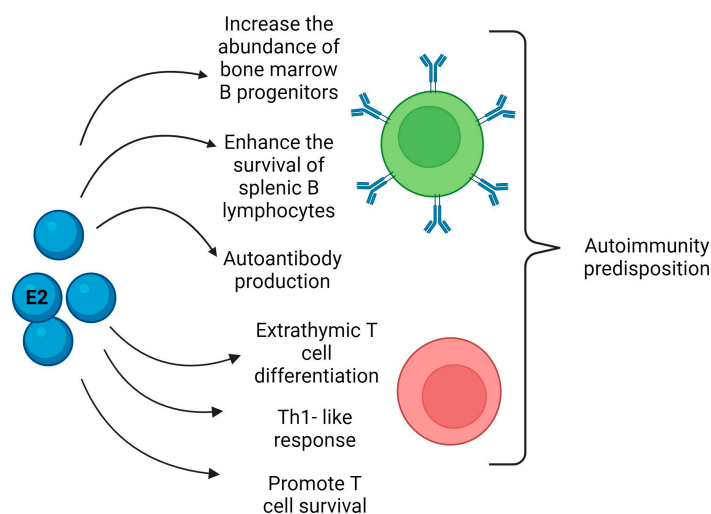 Increase the
abundance of
bone marrow
B progenitors
Enhance the
survival of
splenic B
lymphocytes
Autoantibody
production
E2
Extrathymic T
cell
differentiation
Th1- like
response
Promote T
cell survival
Autoimmunity
predisposition